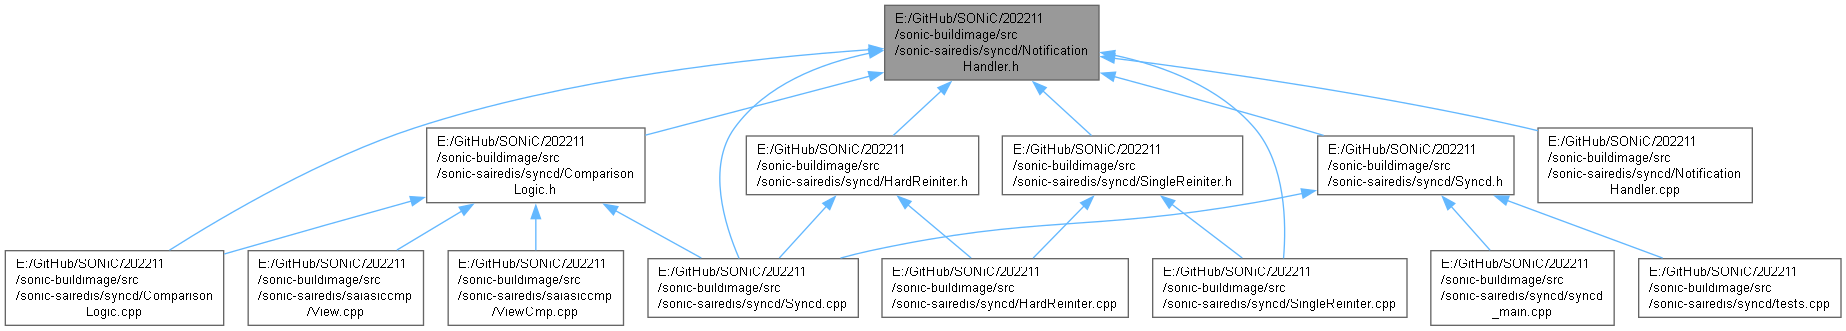 E:/GitHub/SONiC/202211
/sonic-buildimage/src
/sonic-sairedis/syncd/Notification
Handler.h
E:/GitHub/SONiC/202211
/sonic-buildimage/src
/sonic-sairedis/syncd/Comparison
Logic.h
E:/GitHub/SONiC/202211
/sonic-buildimage/src
/sonic-sairedis/syncd/HardReiniter.h
E:/GitHub/SONiC/202211
/sonic-buildimage/src
/sonic-sairedis/syncd/SingleReiniter.h
E:/GitHub/SONiC/202211
/sonic-buildimage/src
/sonic-sairedis/syncd/Syncd.h
E:/GitHub/SONiC/202211
/sonic-buildimage/src
/sonic-sairedis/syncd/Notification
Handler.cpp
E:/GitHub/SONiC/202211
/sonic-buildimage/src
/sonic-sairedis/syncd/Comparison
Logic.cpp
E:/GitHub/SONiC/202211
/sonic-buildimage/src
/sonic-sairedis/saiasiccmp
/View.cpp
E:/GitHub/SONiC/202211
/sonic-buildimage/src
/sonic-sairedis/saiasiccmp
/ViewCmp.cpp
E:/GitHub/SONiC/202211
/sonic-buildimage/src
/sonic-sairedis/syncd/Syncd.cpp
E:/GitHub/SONiC/202211
/sonic-buildimage/src
/sonic-sairedis/syncd/HardReiniter.cpp
E:/GitHub/SONiC/202211
/sonic-buildimage/src
/sonic-sairedis/syncd/SingleReiniter.cpp
E:/GitHub/SONiC/202211
/sonic-buildimage/src
/sonic-sairedis/syncd/syncd
_main.cpp
E:/GitHub/SONiC/202211
/sonic-buildimage/src
/sonic-sairedis/syncd/tests.cpp